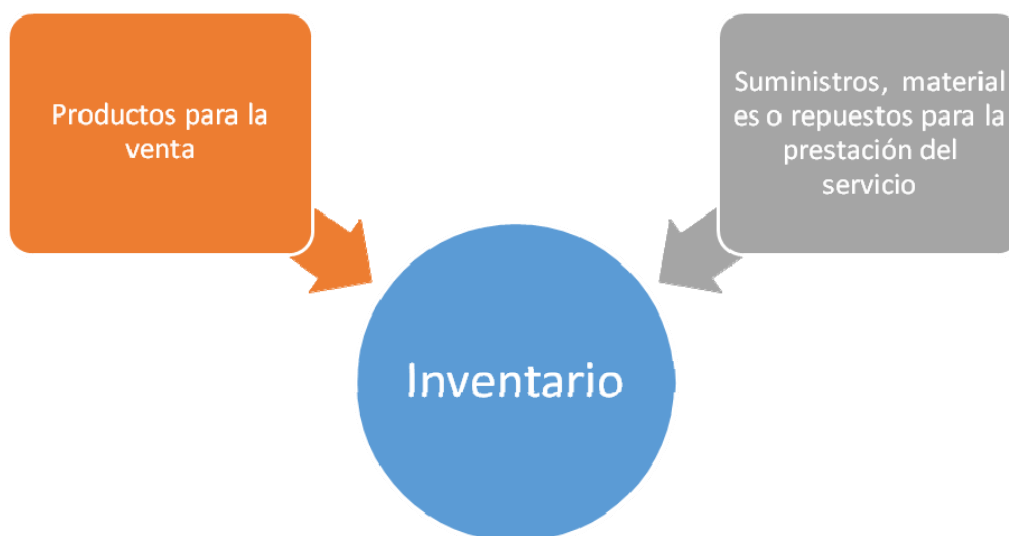 Productos para la
venta
Suministros, material
es o repuestos para la
prestación del
servicio
Inventario